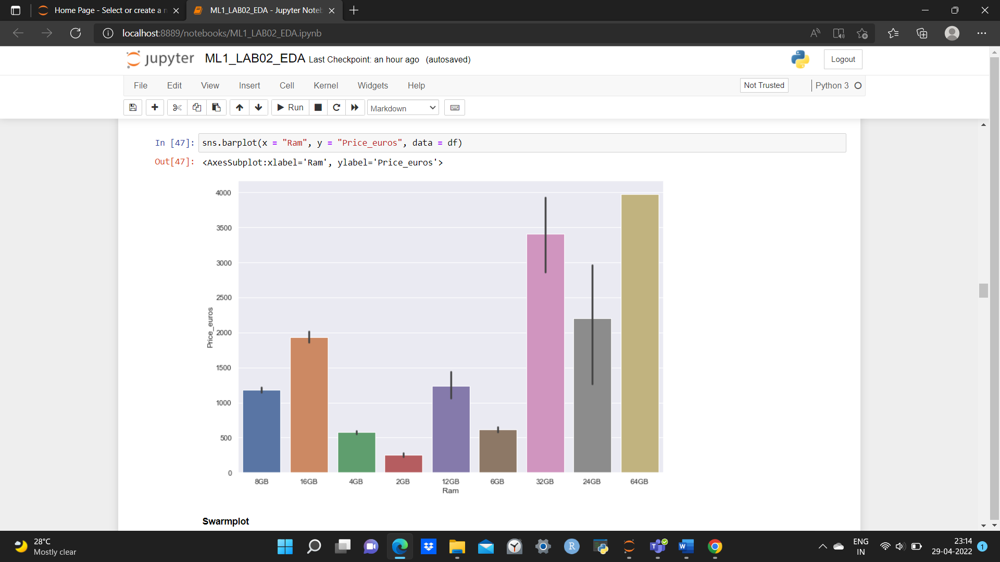 Home Page - Select or create a n
ML1_LAB02_EDA - Jupyter Noteb
localhost:8889/notebooks/ML1_LAB02_EDA.ipynb
jupyter ML1_LAB02_EDA Last Checkpoint: an hour ago (autosaved)
Logout
File Edit View Insert Cell Kernel Widgets Help
Not Trusted
Python 3
Run
Markdown
In [47]: sns.barplot(x = "Ram", y = "Price_euros", data = df)
Out[47]: <AxesSubplot:xlabel='Ram', ylabel='Price_euros'>
4000
3500
3000
2500
2000
1500
1000
500
0
Price_euros
8GB 16GB 4GB 2GB 12GB 6GB 32GB 24GB 64GB
Ram
Swarmplot
28°C
Mostly clear
ENG
IN
23:14
29-04-2022
1